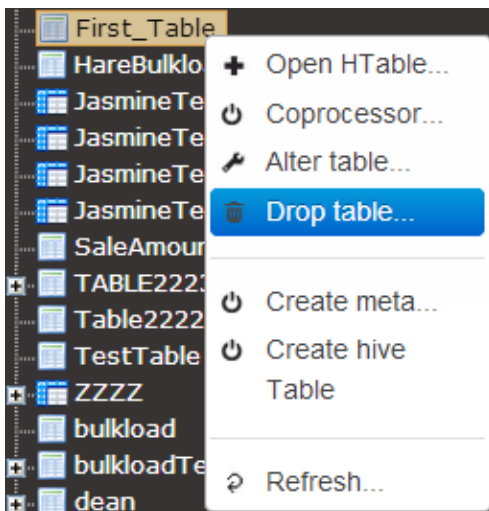 First_Table
HareBulklo
JasmineTe
JasmineTe
JasmineTe
JasmineTe
SaleAmour
TABLE2223
Table2222
TestTable
ZZZZ
bulkload
bulkloadTe
dean
Open HTable...
Coprocessor...
Alter table...
Drop table...
Create meta...
Create hive
Table
Refresh...